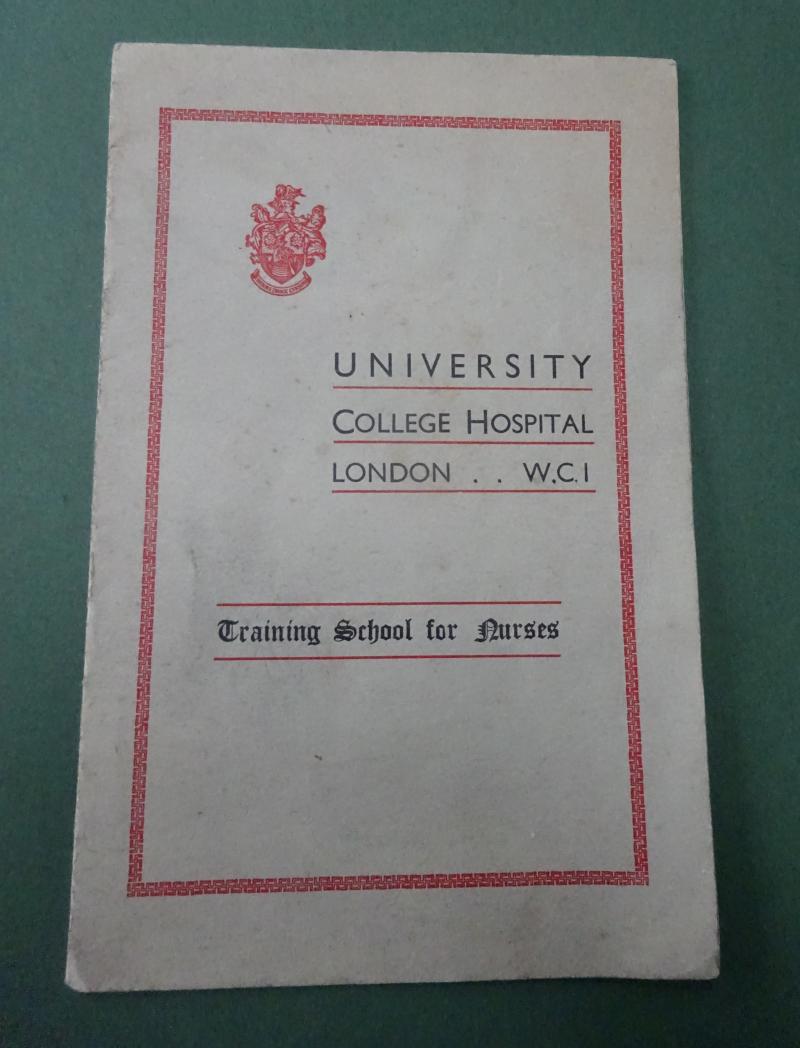 UNIVERSITY
COLLEGE HOSPITAL
LONDON . . W.C.1
Training School for Nurses